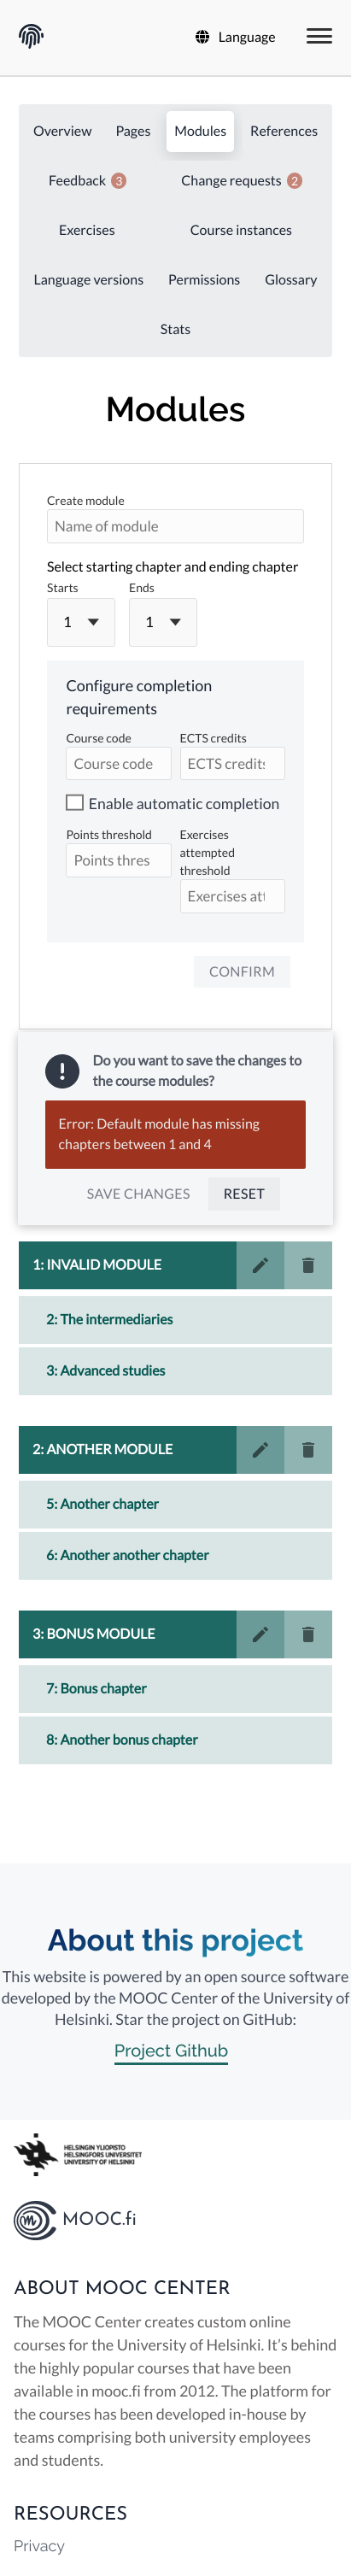 Language
Overview Pages Modules References
Feedback 3 Change requests 2
Exercises Course instances
Language versions Permissions Glossary
Stats
Modules
Create module
Name of module
Select starting chapter and ending chapter
Starts Ends
1 1
Configure completion
requirements
Course code ECTS credits
Course code ECTS credits
Enable automatic completion
Points threshold Exercises
attempted
threshold
Points thres
Exercises att
CONFIRM
Do you want to save the changes to
the course modules?
Error: Default module has missing
chapters between 1 and 4
SAVE CHANGES RESET
1: INVALID MODULE
2: The intermediaries
3: Advanced studies
2: ANOTHER MODULE
5: Another chapter
6: Another another chapter
3: BONUS MODULE
7: Bonus chapter
8: Another bonus chapter
About this project
This website is powered by an open source software
developed by the MOOC Center of the University of
Helsinki. Star the project on GitHub:
Project Github
HELSINGIN YLIOPISTO
HELSINGFORS UNIVERSITET
UNIVERSITY OF HELSINKI
MOOC.fi
ABOUT MOOC CENTER
The MOOC Center creates custom online
courses for the University of Helsinki. It's behind
the highly popular courses that have been
available in mooc.fi from 2012. The platform for
the courses has been developed in-house by
teams comprising both university employees
and students.
RESOURCES
Privacy